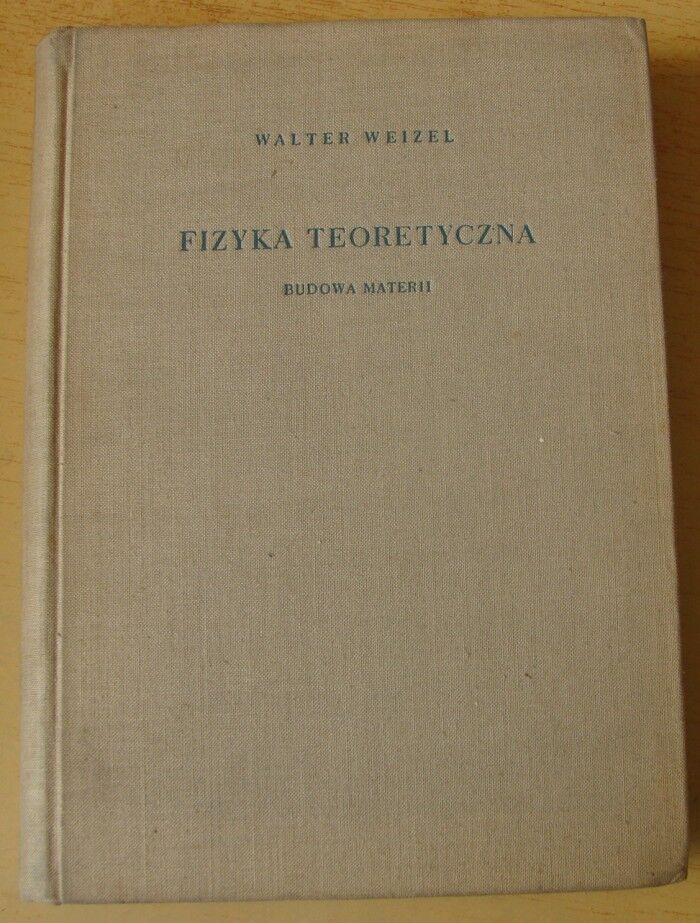 WALTER WEIZEL
FIZYKA TEORETYCZNA
BUDOWA MATERII